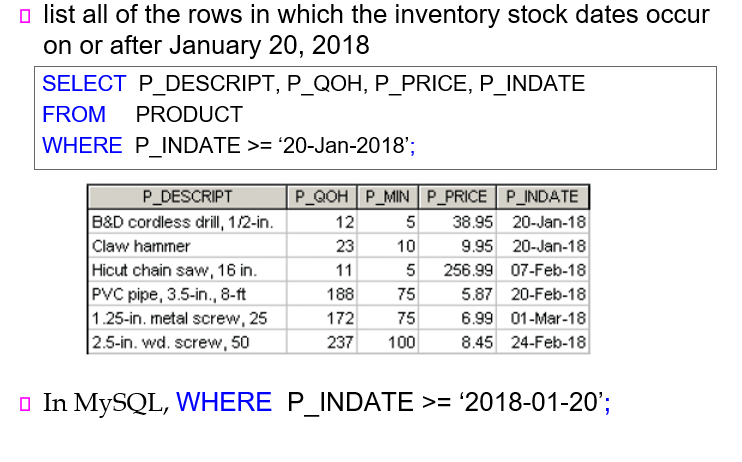 list all of the rows in which the inventory stock dates occur
on or after January 20, 2018
SELECT P_DESCRIPT, P_QOH, P_PRICE, P_INDATE
FROM PRODUCT
WHERE P_INDATE >= ‘20-Jan-2018’;
P_DESCRIPT P_QOH P_MIN P_PRICE P_INDATE
B&D cordless drill, 1/2-in. 12 5 38.95 20-Jan-18
Claw hammer 23 10 9.95 20-Jan-18
Hicut chain saw, 16 in. 11 5 256.99 07-Feb-18
PVC pipe, 3.5-in., 8-ft 188 75 5.87 20-Feb-18
1.25-in. metal screw, 25 172 75 6.99 01-Mar-18
2.5-in. wd. screw, 50 237 100 8.45 24-Feb-18
In MySQL, WHERE P_INDATE >= ‘2018-01-20’;